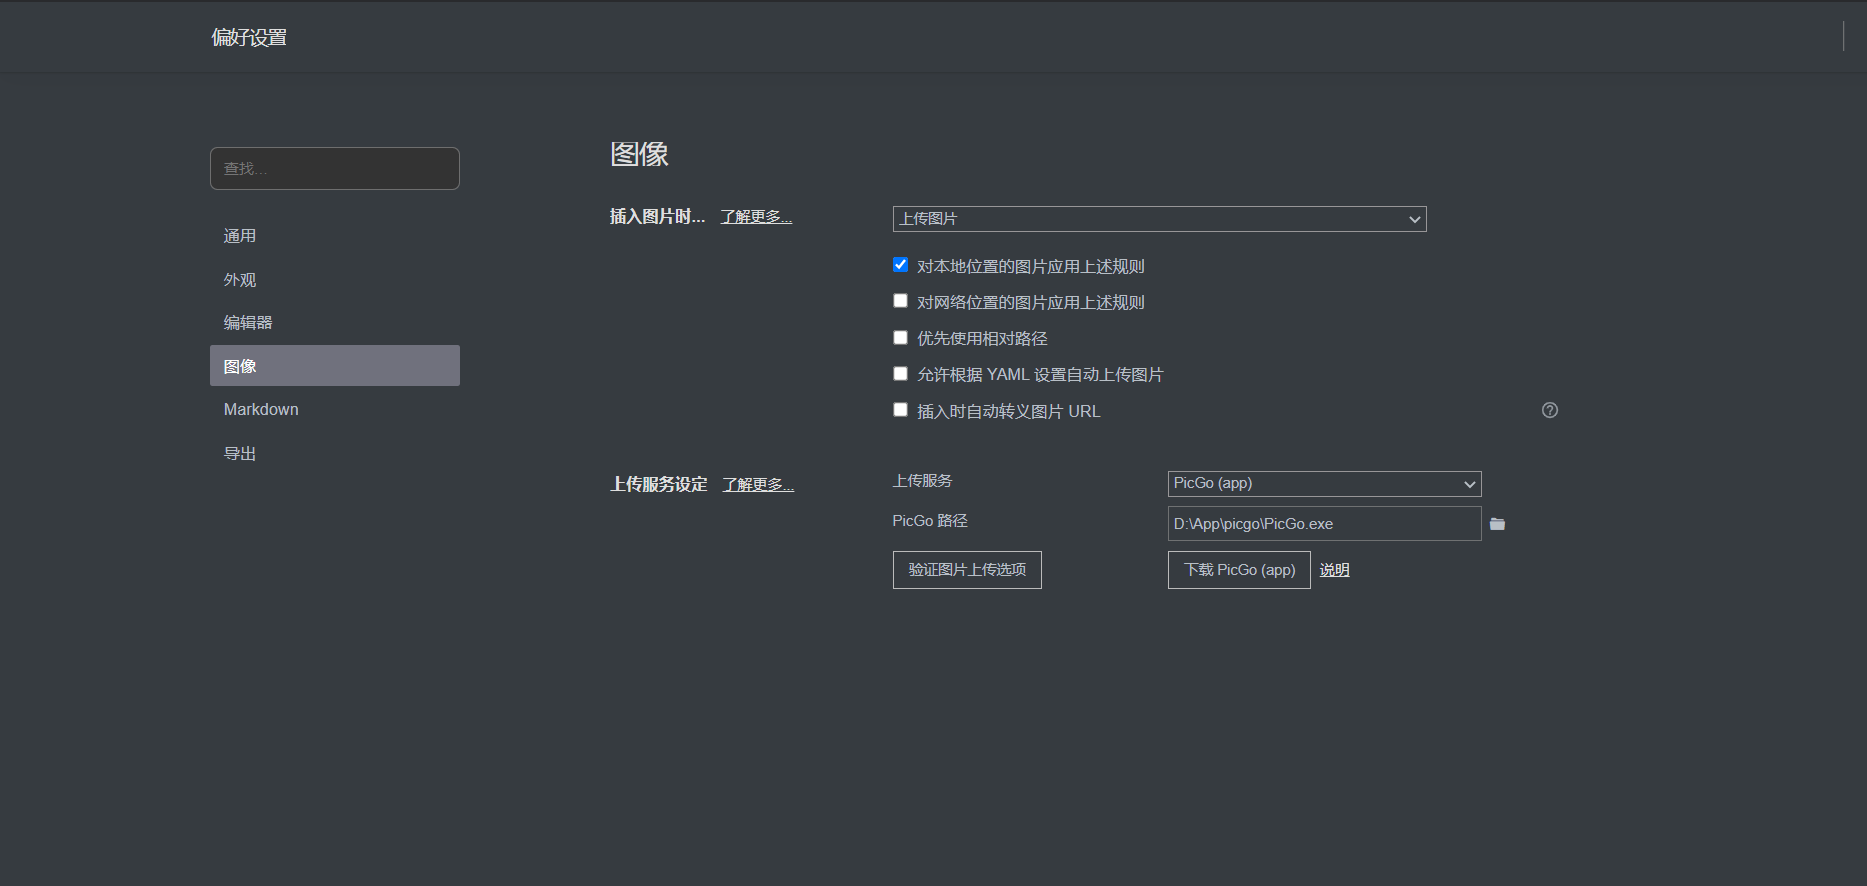 偏好设置
查找...
通用
外观
编辑器
图像
Markdown
导出
图像
插入图片时... 了解更多...
上传图片
对本地位置的图片应用上述规则
对网络位置的图片应用上述规则
优先使用相对路径
允许根据 YAML 设置自动上传图片
插入时自动转义图片 URL
上传服务设定 了解更多...
上传服务 PicGo (app)
PicGo 路径 D:\App\picgo\PicGo.exe
验证图片上传选项 下载 PicGo (app) 说明